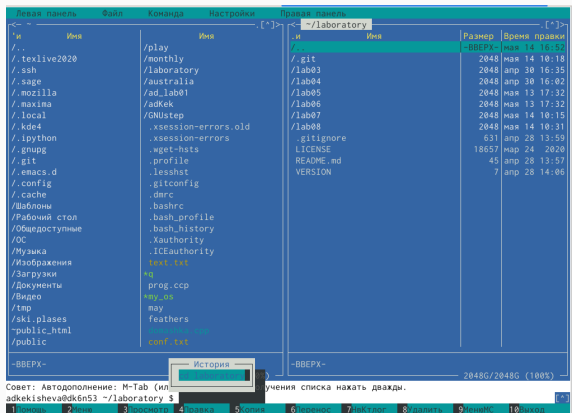 Левая панель Файл Команда Настройки Правая панель
<─ ~ .[^]>
'и Имя Имя
/..
/.texlive2020
/.ssh
/.sage
/.mozilla
/.maxima
/.local
/.kde4
/.ipython
/.gnupg
/.git
/.emacs.d
/.config
/.cache
/Шаблоны
/Рабочий стол
/Общедоступные
/ОС
/Музыка
/Изображения
/Загрузки
/Документы
/Видео
/tmp
/ski.plases
~public_html
/public
/play
/monthly
/laboratory
/australia
/ad_lab01
/adKek
/GNUstep
.xsession-errors.old
.xsession-errors
.wget-hsts
.profile
.lesshst
.gitconfig
.dmrc
.bashrc
.bash_profile
.bash_history
.Xauthority
.ICEauthority
text.txt
*q
prog.ccp
*my_os
may
feathers
conf.txt
-ВВЕРХ-
<─ ~/laboratory .[^]>
.и Имя Размер Время правки
/.. -ВВЕРХ- мая 14 16:52
/.git 2048 мая 14 10:18
/lab03 2048 апр 30 16:35
/lab04 2048 апр 30 16:02
/lab05 2048 мая 13 17:32
/lab06 2048 мая 13 17:32
/lab07 2048 мая 14 10:15
/lab08 2048 мая 14 10:31
.gitignore 631 апр 28 13:59
LICENSE 18657 мар 24 2020
README.md 45 апр 28 13:57
VERSION 7 апр 28 14:06
-ВВЕРХ-
2048G/2048G (100%)
История
Совет: Автодополнение: M-Tab (ил учения списка нажать дважды.
adkekisheva@dk6n53 ~/laboratory $ [^]
1Помощь 2Меню 3Просмотр 4Правка 5Копия 6Перенос 7НвКтлог 8Удалить 9МенюMC 10Выход